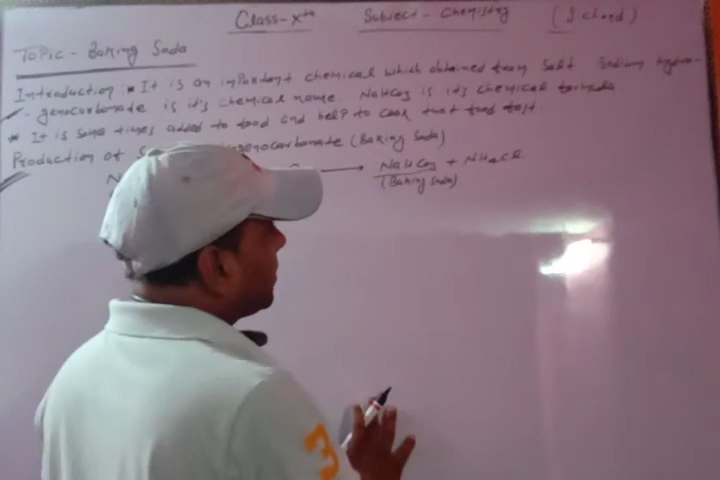 Class-Xth Subject - Chemistry (S chand)
Topic - Baking Soda
Introduction :* It is an important chemical which obtained from Salt Sodium hydro-
-genocarbonate is it's chemical name. NaHCO3 is it's chemical formula
* It is some times added to food and help to cook that food fast
Production of genocarbonate (Baking Soda)
→ NaHCO3 + NH4Cl
(Baking Soda)
3